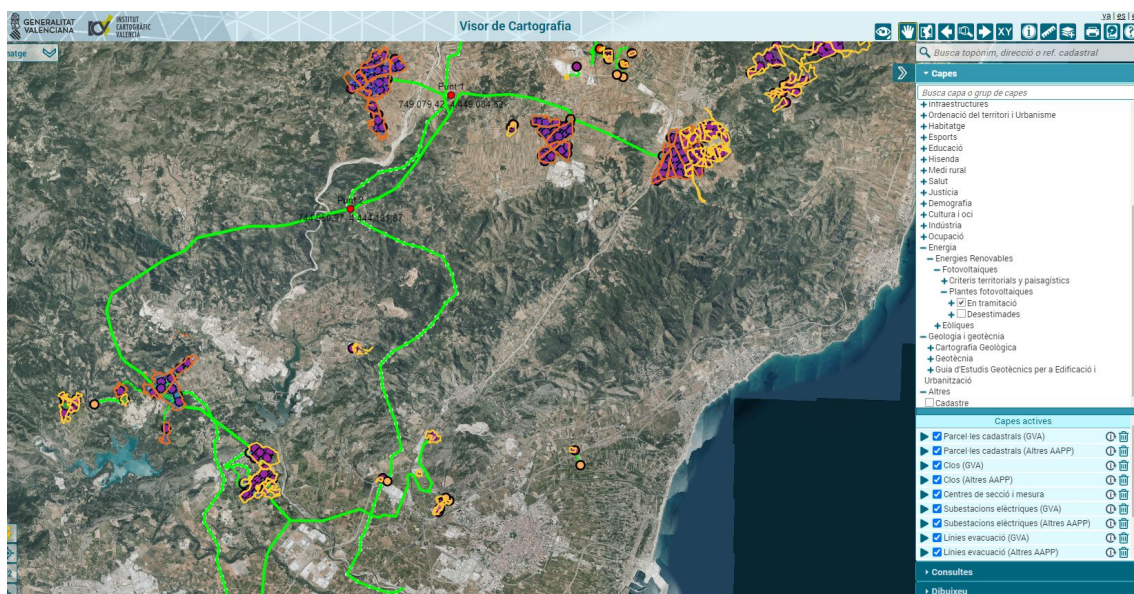 GENERALITAT
VALENCIANA
INSTITUT
CARTOGRÀFIC
VALENCIÀ
Visor de Cartografia
va | es |
XY
Busca topònim, direcció o ref. cadastral
Capes
Busca capa o grup de capes
Infraestructures
Ordenació del territori i Urbanisme
Habitatge
Esports
Educació
Hisenda
Medi rural
Salut
Justícia
Demografia
Cultura i oci
Indústria
Ocupació
Energia
Energies Renovables
Fotovoltaiques
Criteris territorials y paisagístics
Plantes fotovoltaiques
En tramitació
Desestimades
Eòliques
Geologia i geotècnia
Cartografia Geològica
Geotècnia
Guia d'Estudis Geotècnics per a Edificació i
Urbanització
Altres
Cadastre
Capes actives
Parcel·les cadastrals (GVA)
Parcel·les cadastrals (Altres AAPP)
Clos (GVA)
Clos (Altres AAPP)
Centres de secció i mesura
Subestacions elèctriques (GVA)
Subestacions elèctriques (Altres AAPP)
Línies evacuació (GVA)
Línies evacuació (Altres AAPP)
Consultes
Dibuixeu
Punt 1
Punt 2